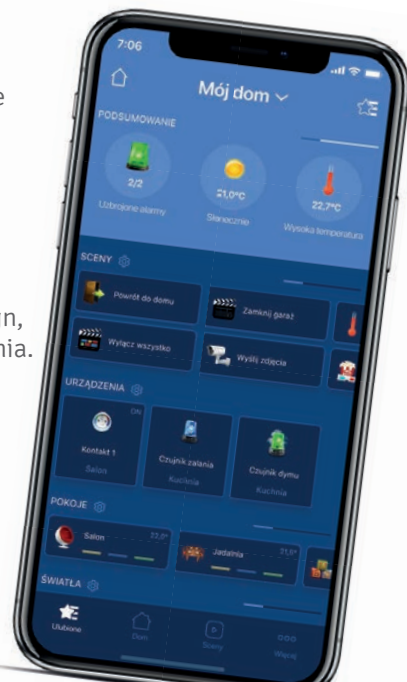 7:06
Mój dom
PODSUMOWANIE
2/2
Uzbrojone alarmy
21,0°C
Słonecznie
22,7°C
Wysoka temperatura
SCENY
Powrót do domu
Zamknij garaż
Wyłącz wszystko
Wyślij zdjęcia
URZĄDZENIA
ON
Kontakt 1
Salon
Czujnik zalania
Kuchnia
Czujnik dymu
Kuchnia
POKOJE
Salon
22,0°
Jadalnia
21,5°
ŚWIATŁA
Ulubione
Dom
Sceny
Więcej